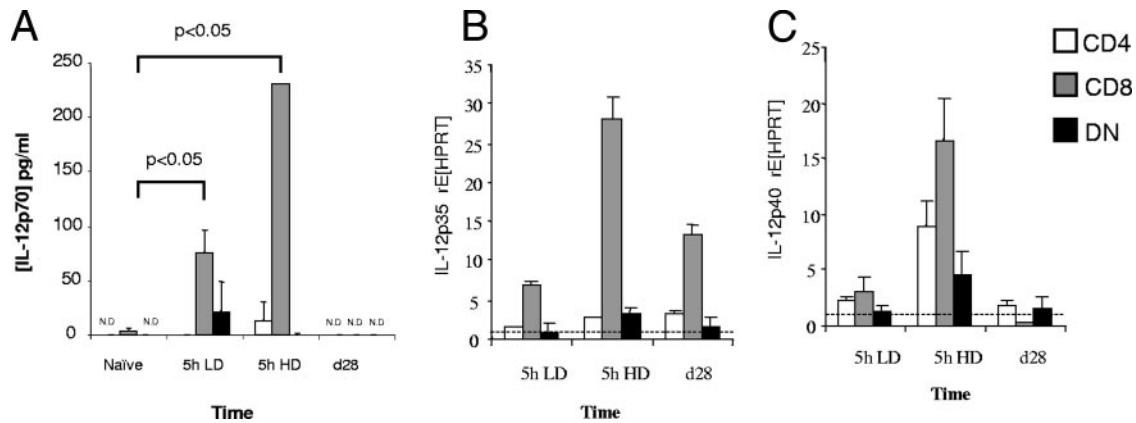 A
p<0.05
p<0.05
[IL-12p70] pg/ml
250
200
150
100
50
0
N.D N.D
N.D N.D N.D
Naïve 5h LD 5h HD d28
Time
B
IL-12p35 rE[HPRT]
35
30
25
20
15
10
5
0
5h LD 5h HD d28
Time
C
IL-12p40 rE[HPRT]
25
20
15
10
5
0
5h LD 5h HD d28
Time
CD4
CD8
DN